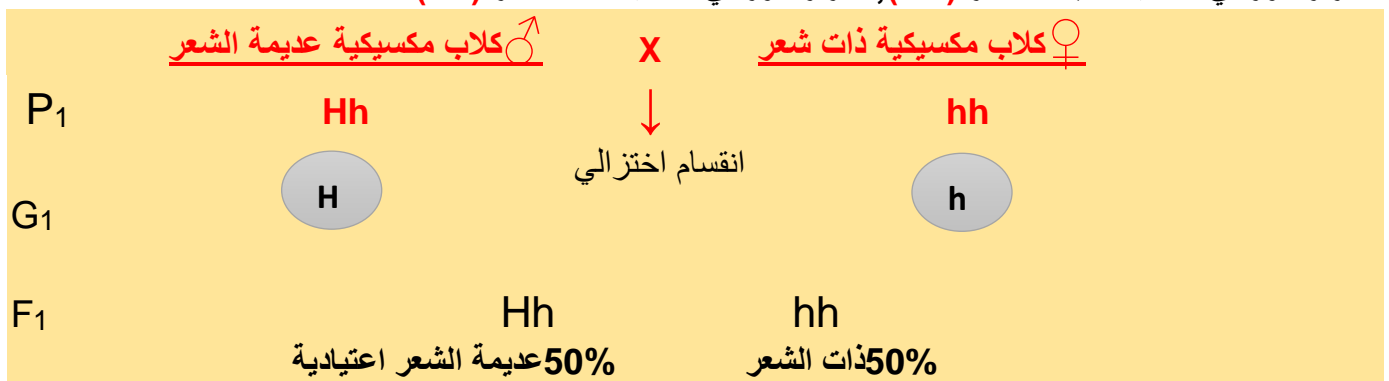 ♀كلاب مكسيكية ذات شعر X ♂كلاب مكسيكية عديمة الشعر
P1 Hh ↓ hh
انقسام اختزالي
G1 H h
F1 Hh hh
50%ذات الشعر 50%عديمة الشعر اعتيادية